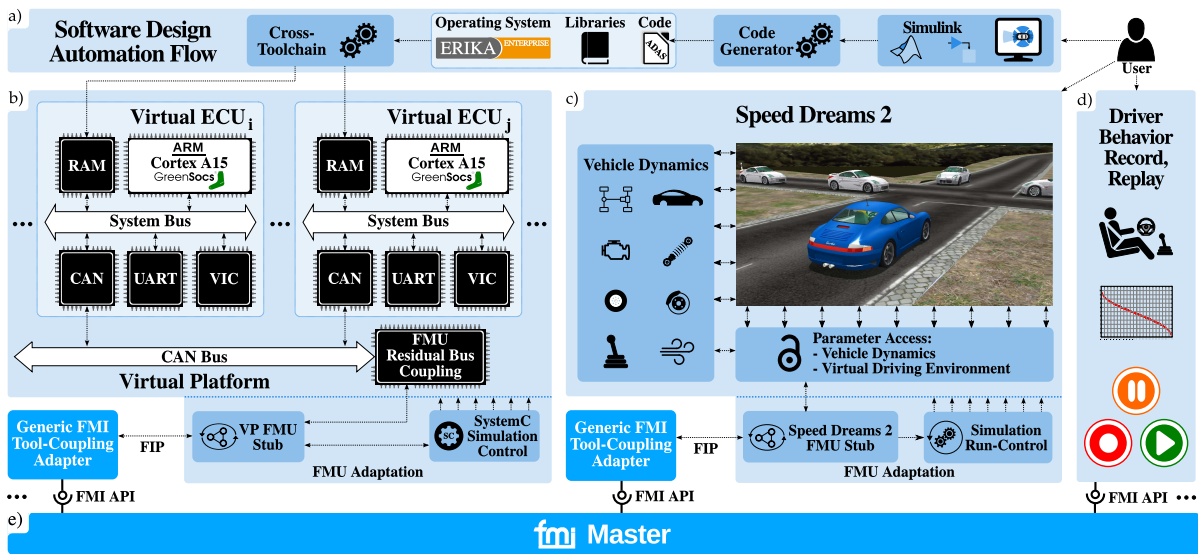 a)
Software Design
Automation Flow
Cross-
Toolchain
Operating System
ERIKA ENTERPRISE
Libraries
Code
ADAS
Code
Generator
Simulink
User
b)
Virtual ECU i
RAM
ARM
Cortex A15
GreenSocs
System Bus
CAN
UART
VIC
Virtual ECU j
RAM
ARM
Cortex A15
GreenSocs
System Bus
CAN
UART
VIC
...
...
CAN Bus
Virtual Platform
FMU
Residual Bus
Coupling
Generic FMI
Tool-Coupling
Adapter
FIP
VP FMU
Stub
SC
SystemC
Simulation
Control
FMU Adaptation
... FMI API
c)
Speed Dreams 2
Vehicle Dynamics
Parameter Access:
- Vehicle Dynamics
- Virtual Driving Environment
Generic FMI
Tool-Coupling
Adapter
FIP
Speed Dreams 2
FMU Stub
Simulation
Run-Control
FMU Adaptation
FMI API
d)
Driver
Behavior
Record,
Replay
FMI API ...
e)
fmi Master